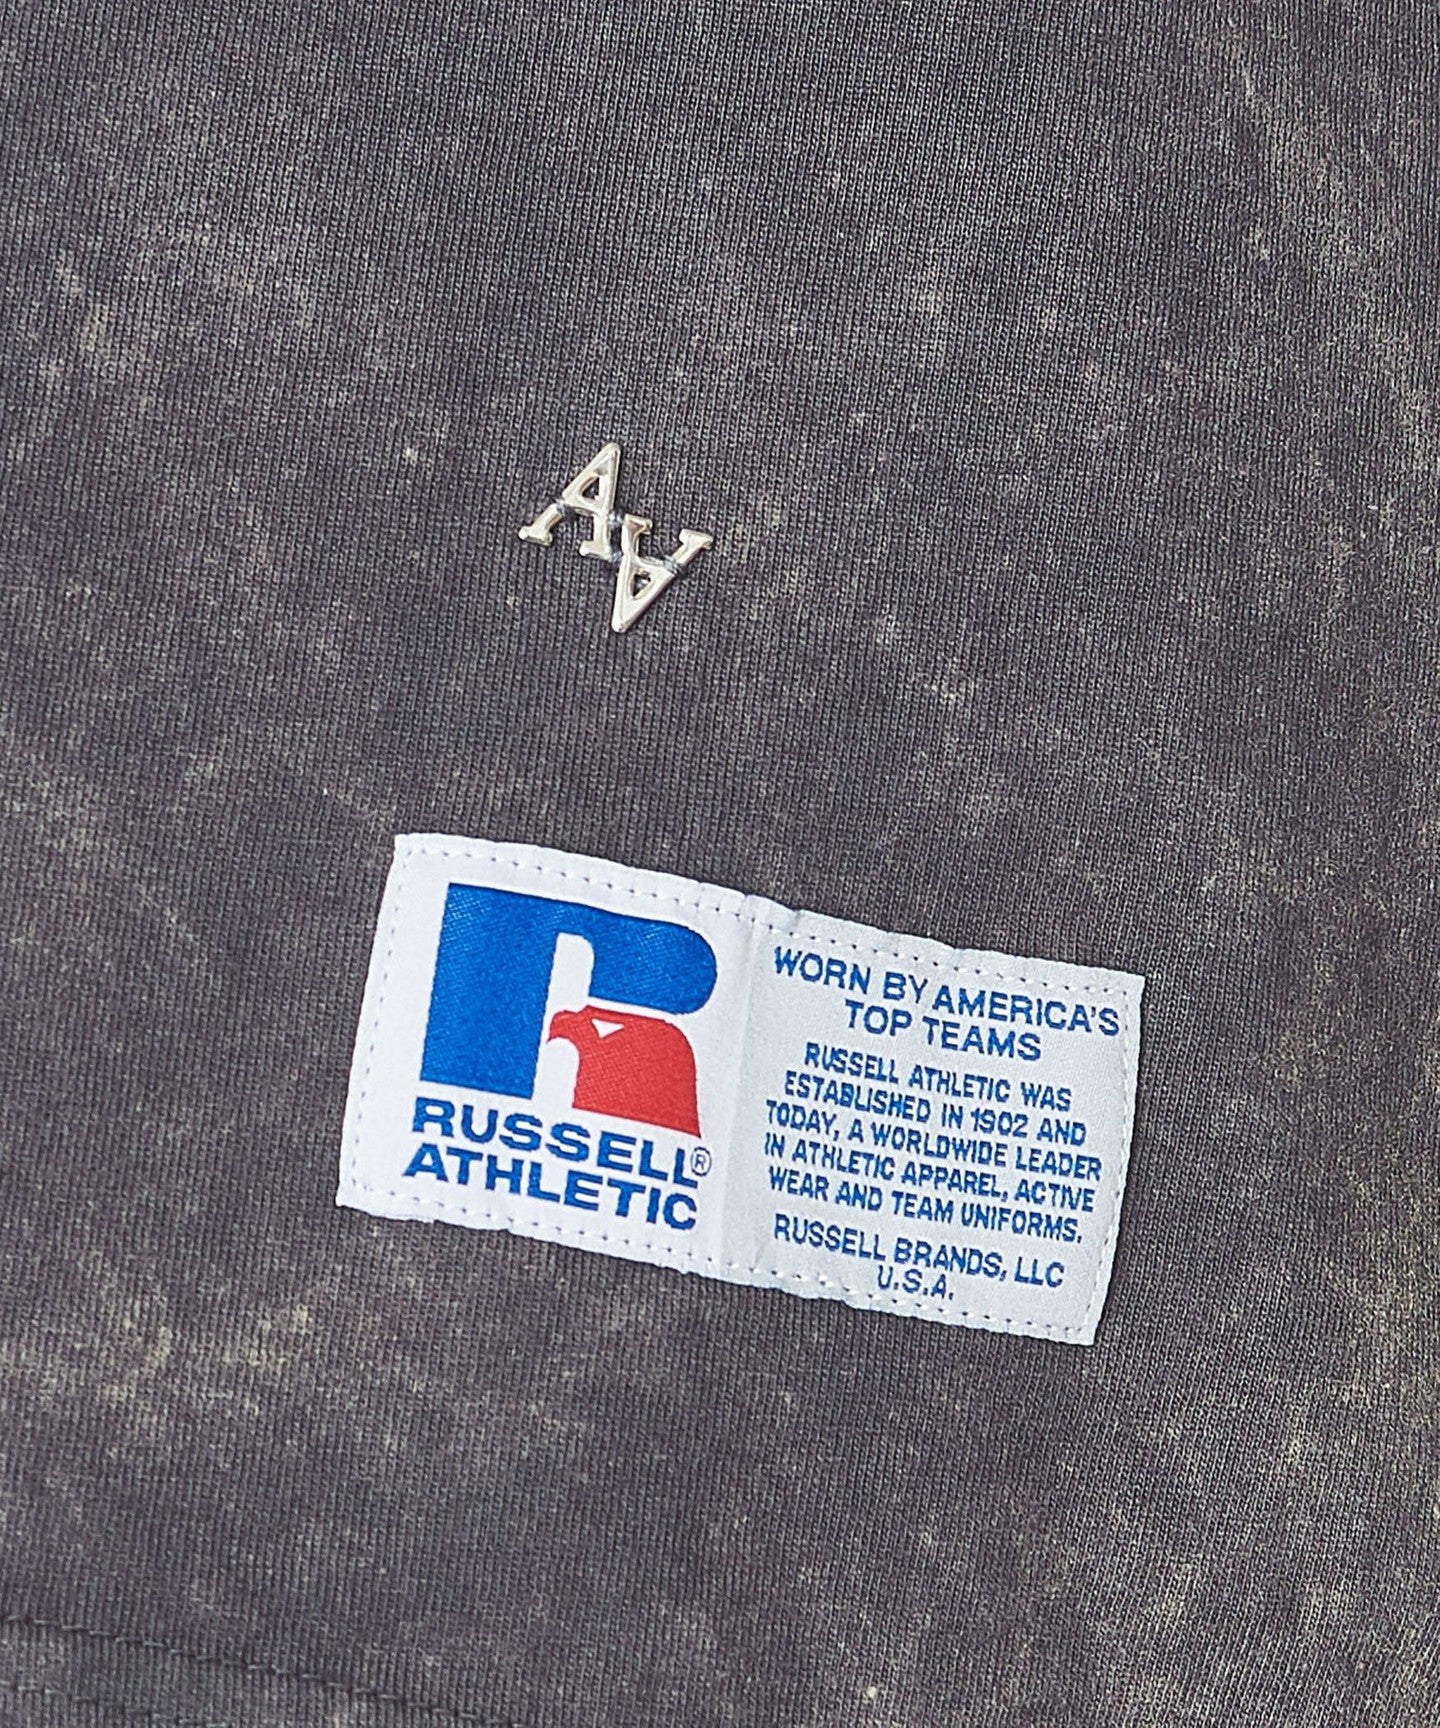 AA
R
RUSSELL®
ATHLETIC
WORN BY AMERICA'S
TOP TEAMS
RUSSELL ATHLETIC WAS
ESTABLISHED IN 1902 AND
TODAY, A WORLDWIDE LEADER
IN ATHLETIC APPAREL, ACTIVE
WEAR AND TEAM UNIFORMS.
RUSSELL BRANDS, LLC
U.S.A.